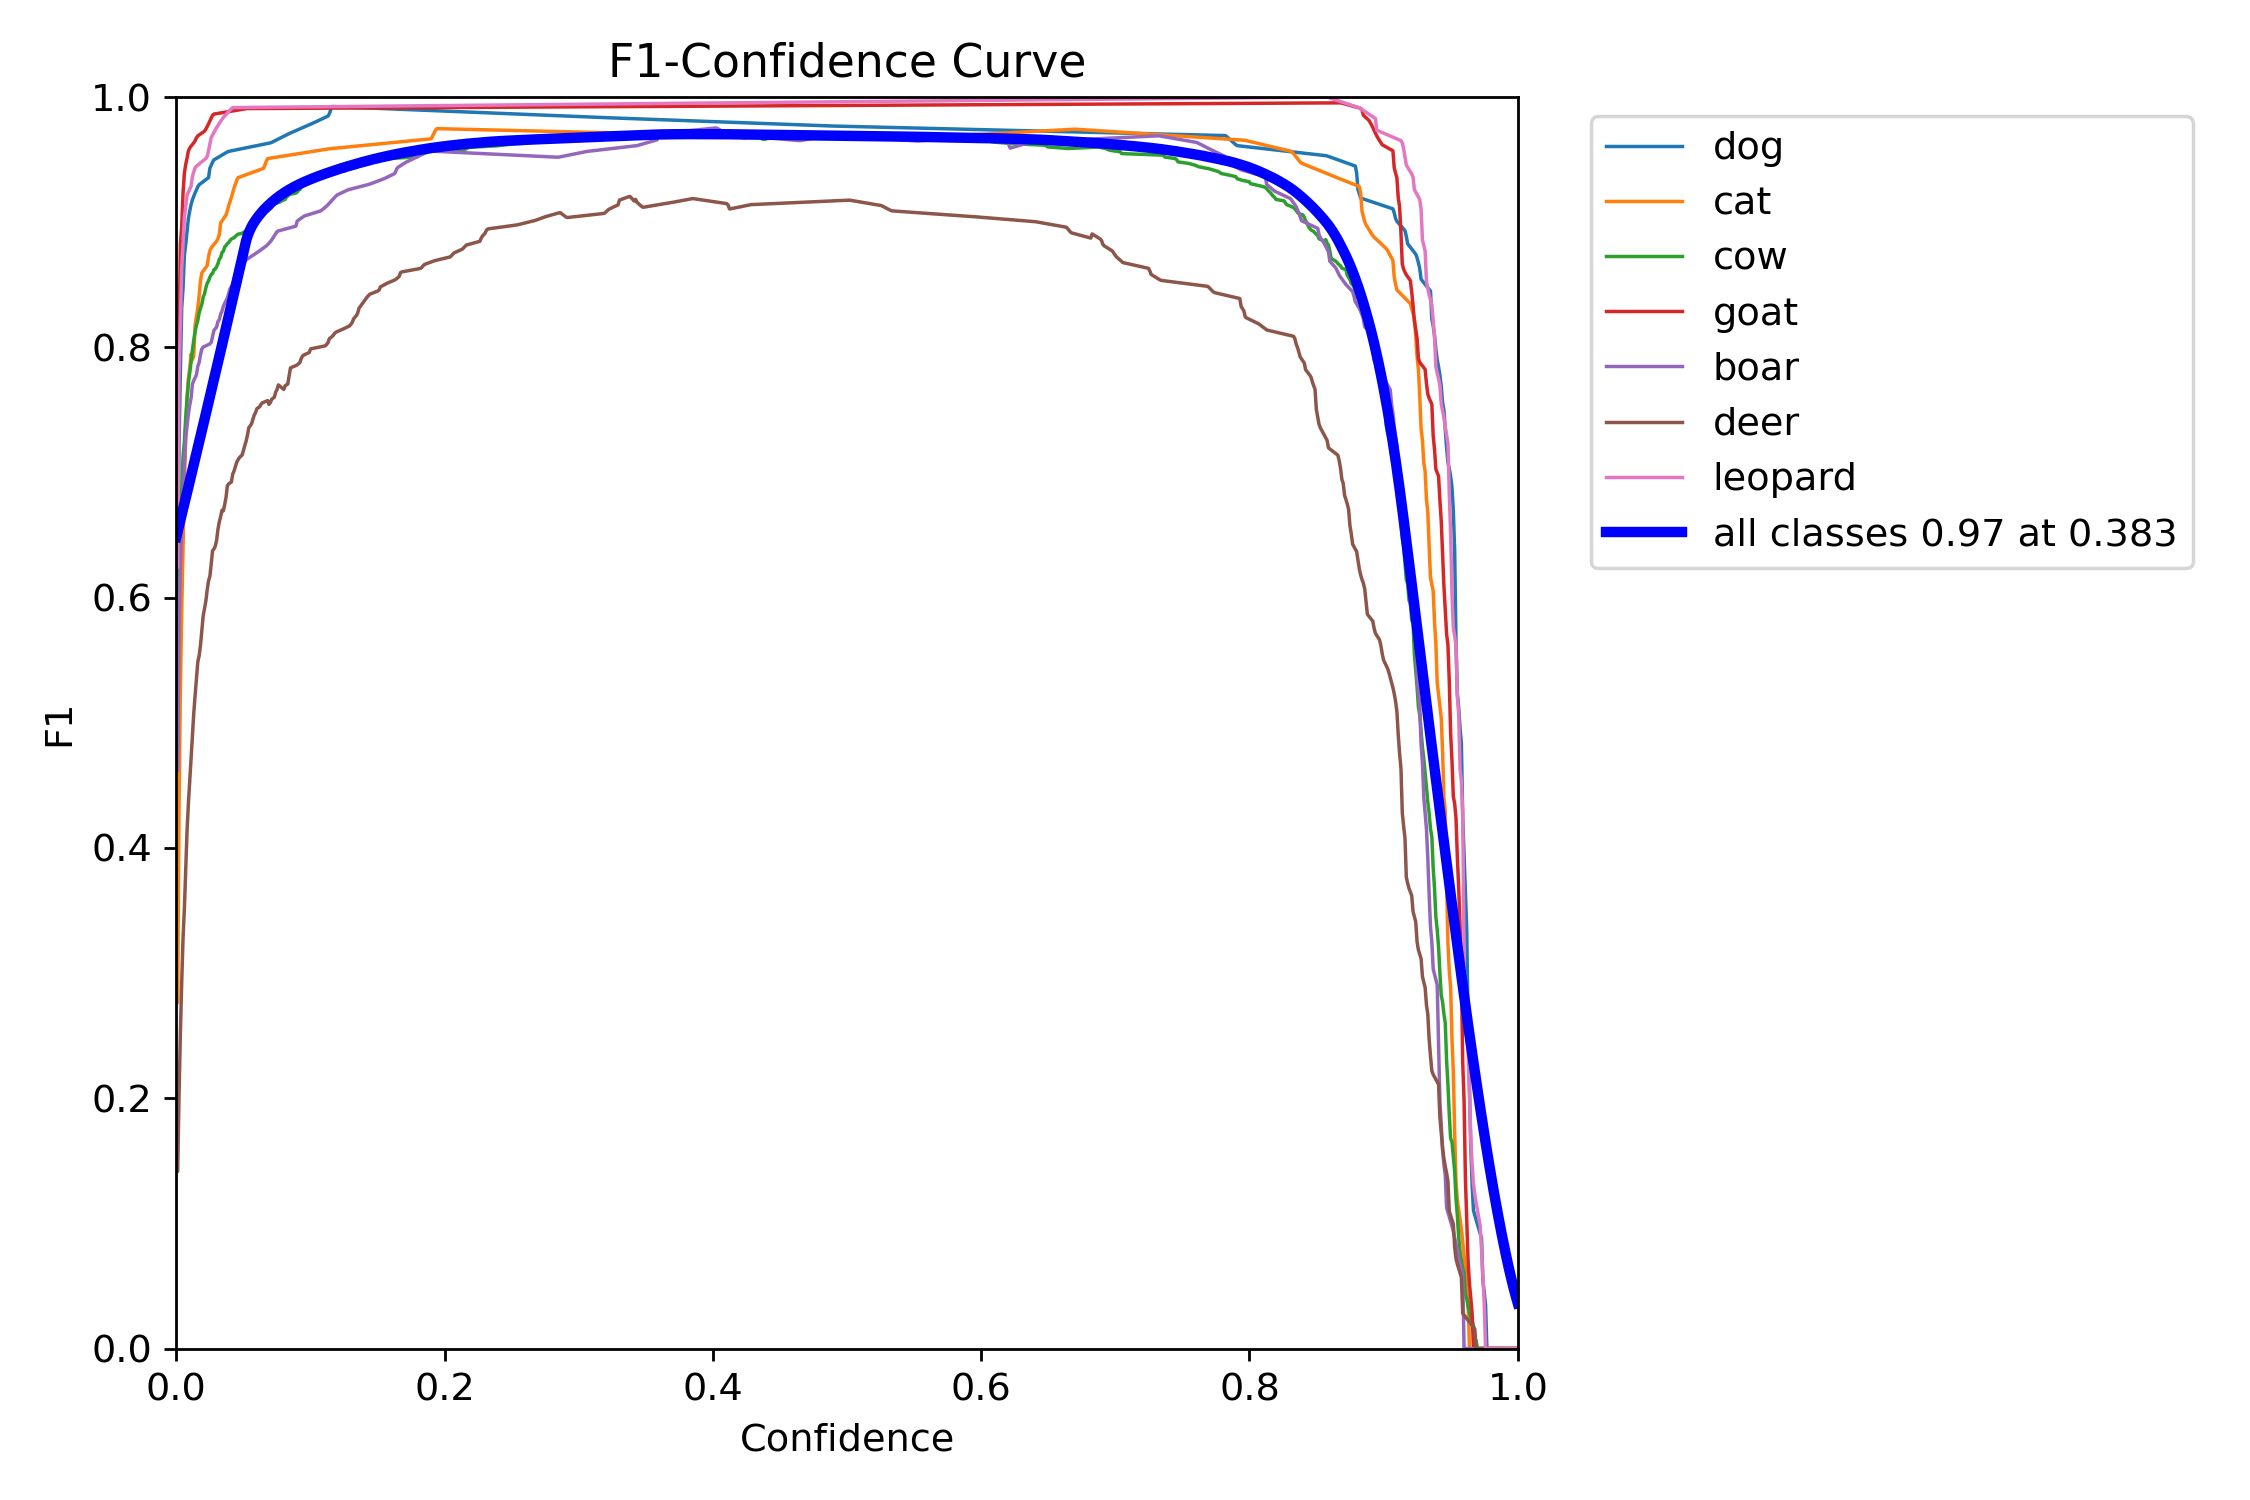 F1-Confidence Curve
1.0
0.8
0.6
0.4
0.2
0.0
F1
0.0 0.2 0.4 0.6 0.8 1.0
Confidence
dog
cat
cow
goat
boar
deer
leopard
all classes 0.97 at 0.383